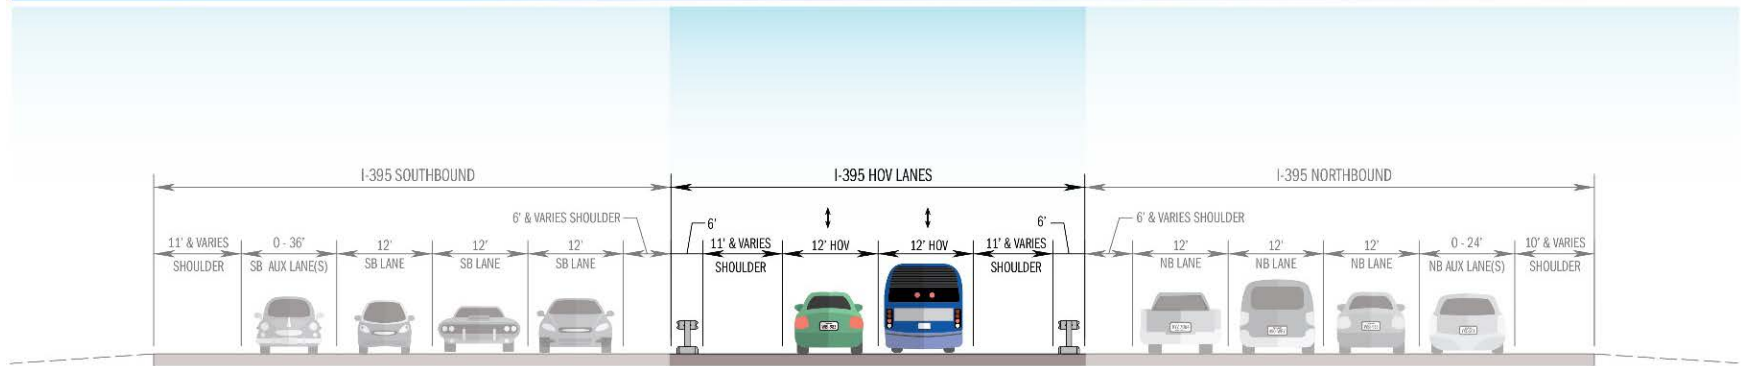 I-395 SOUTHBOUND
I-395 HOV LANES
I-395 NORTHBOUND
6' & VARIES SHOULDER
6'
6'
6' & VARIES SHOULDER
11' & VARIES
SHOULDER
0 - 36'
SB AUX LANE(S)
12'
SB LANE
12'
SB LANE
12'
SB LANE
11' & VARIES
SHOULDER
12' HOV
12' HOV
11' & VARIES
SHOULDER
12'
NB LANE
12'
NB LANE
12'
NB LANE
0 - 24'
NB AUX LANE(S)
10' & VARIES
SHOULDER